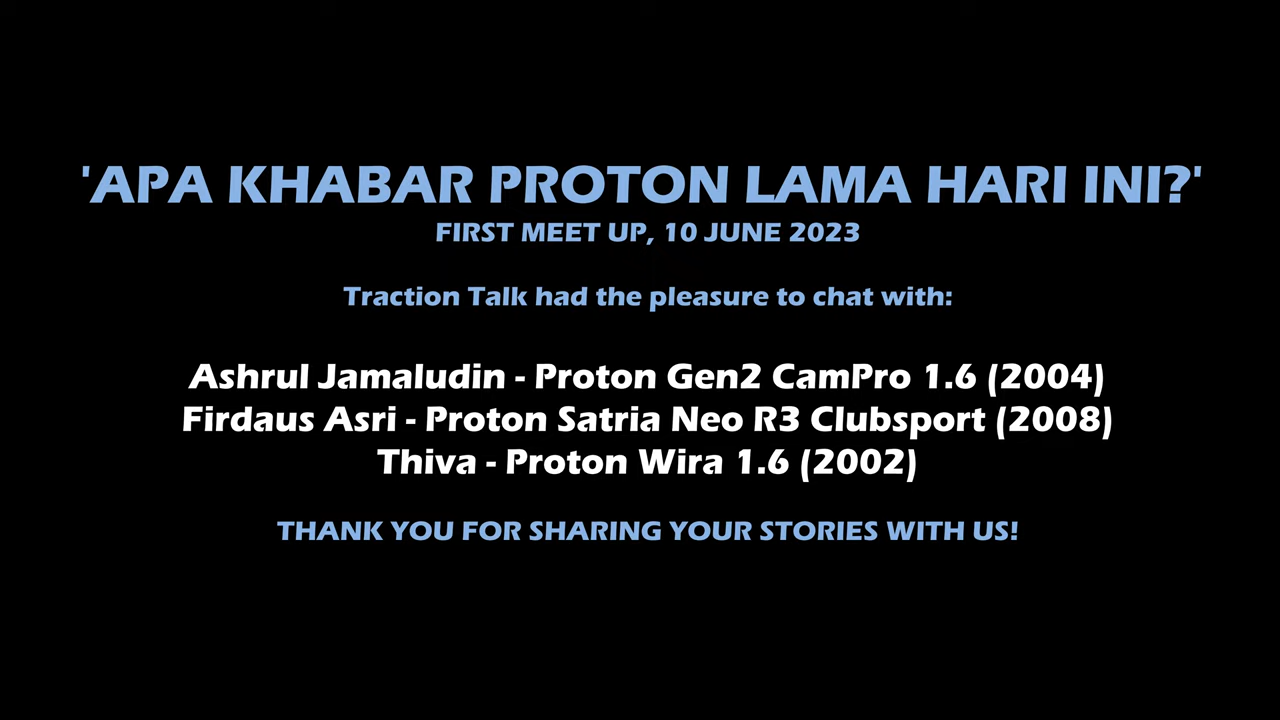 'APA KHABAR PROTON LAMA HARI INI?'
FIRST MEET UP, 10 JUNE 2023
Traction Talk had the pleasure to chat with:
Ashrul Jamaludin - Proton Gen2 CamPro 1.6 (2004)
Firdaus Asri - Proton Satria Neo R3 Clubsport (2008)
Thiva - Proton Wira 1.6 (2002)
THANK YOU FOR SHARING YOUR STORIES WITH US!